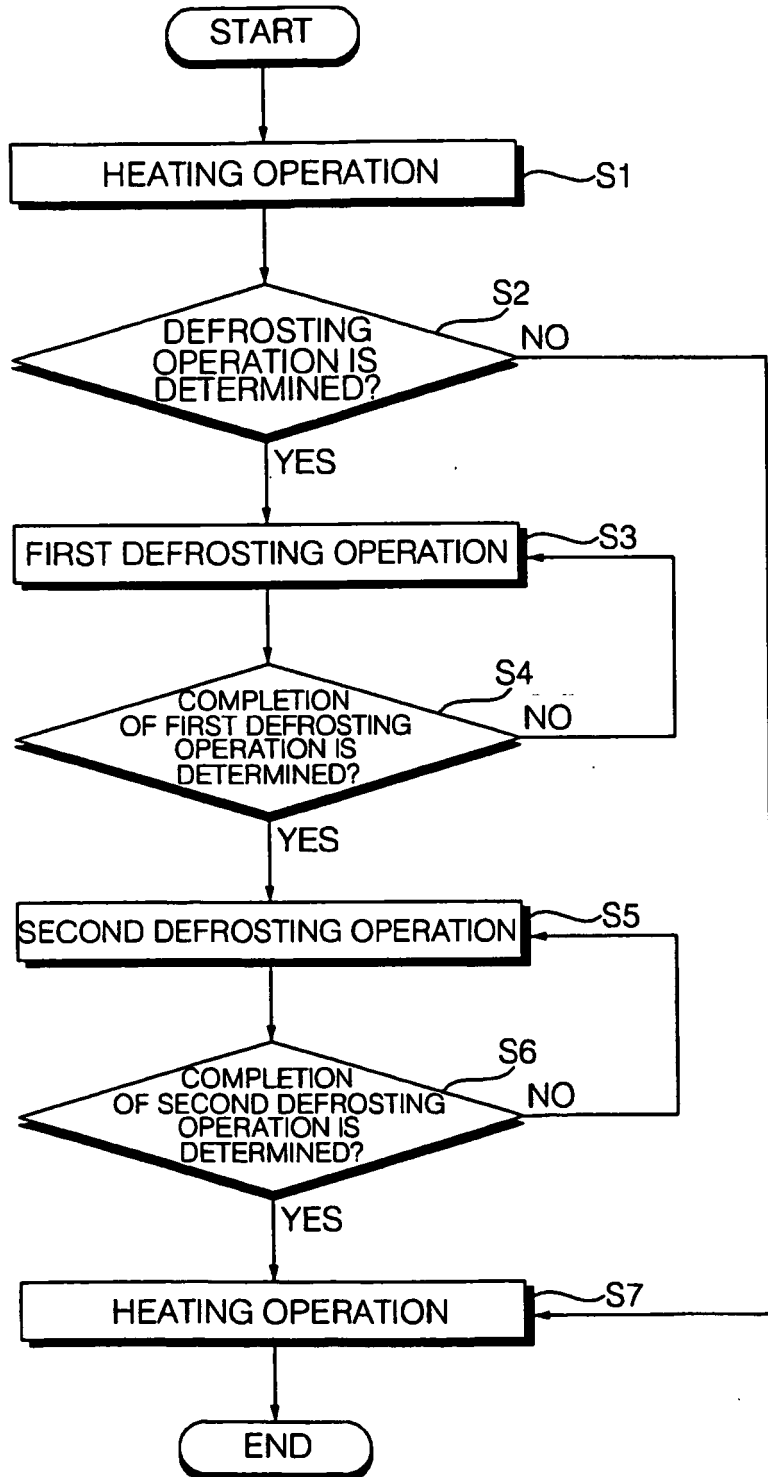 START
HEATING OPERATION
S1
S2
DEFROSTING
OPERATION IS
DETERMINED?
NO
YES
FIRST DEFROSTING OPERATION
S3
S4
COMPLETION
OF FIRST DEFROSTING
OPERATION IS
DETERMINED?
NO
YES
SECOND DEFROSTING OPERATION
S5
S6
COMPLETION
OF SECOND DEFROSTING
OPERATION IS
DETERMINED?
NO
YES
HEATING OPERATION
S7
END